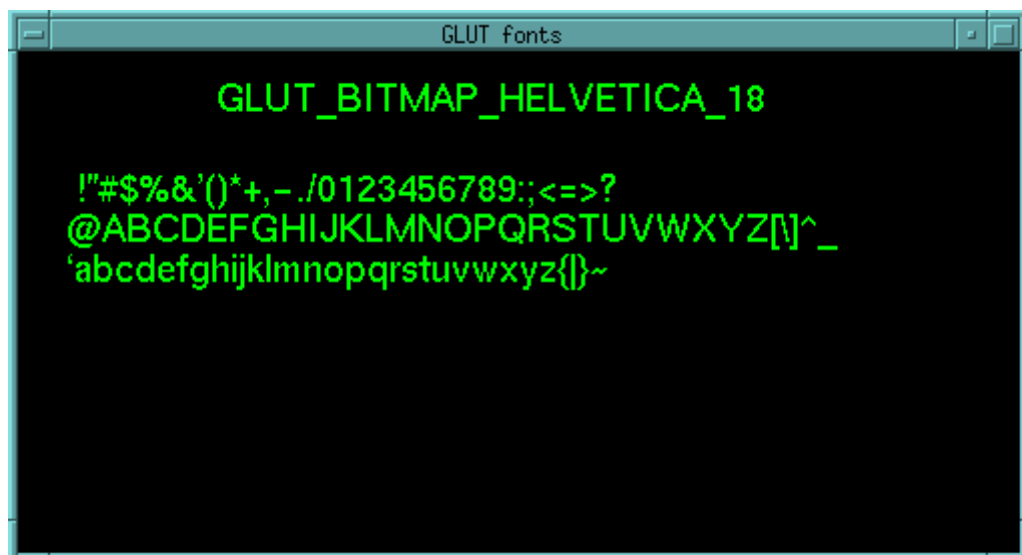 GLUT fonts
GLUT_BITMAP_HELVETICA_18
!"#$%&'()*+,-./0123456789:;<=>?
@ABCDEFGHIJKLMNOPQRSTUVWXYZ[\]^_
‘abcdefghijklmnopqrstuvwxyz{|}~